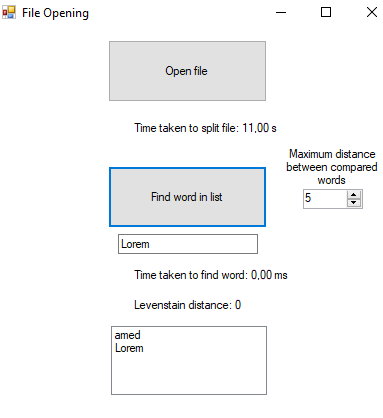 File Opening
Open file
Time taken to split file: 11,00 s
Maximum distance
between compared
words
5
Find word in list
Lorem
Time taken to find word: 0,00 ms
Levenstain distance: 0
amed
Lorem